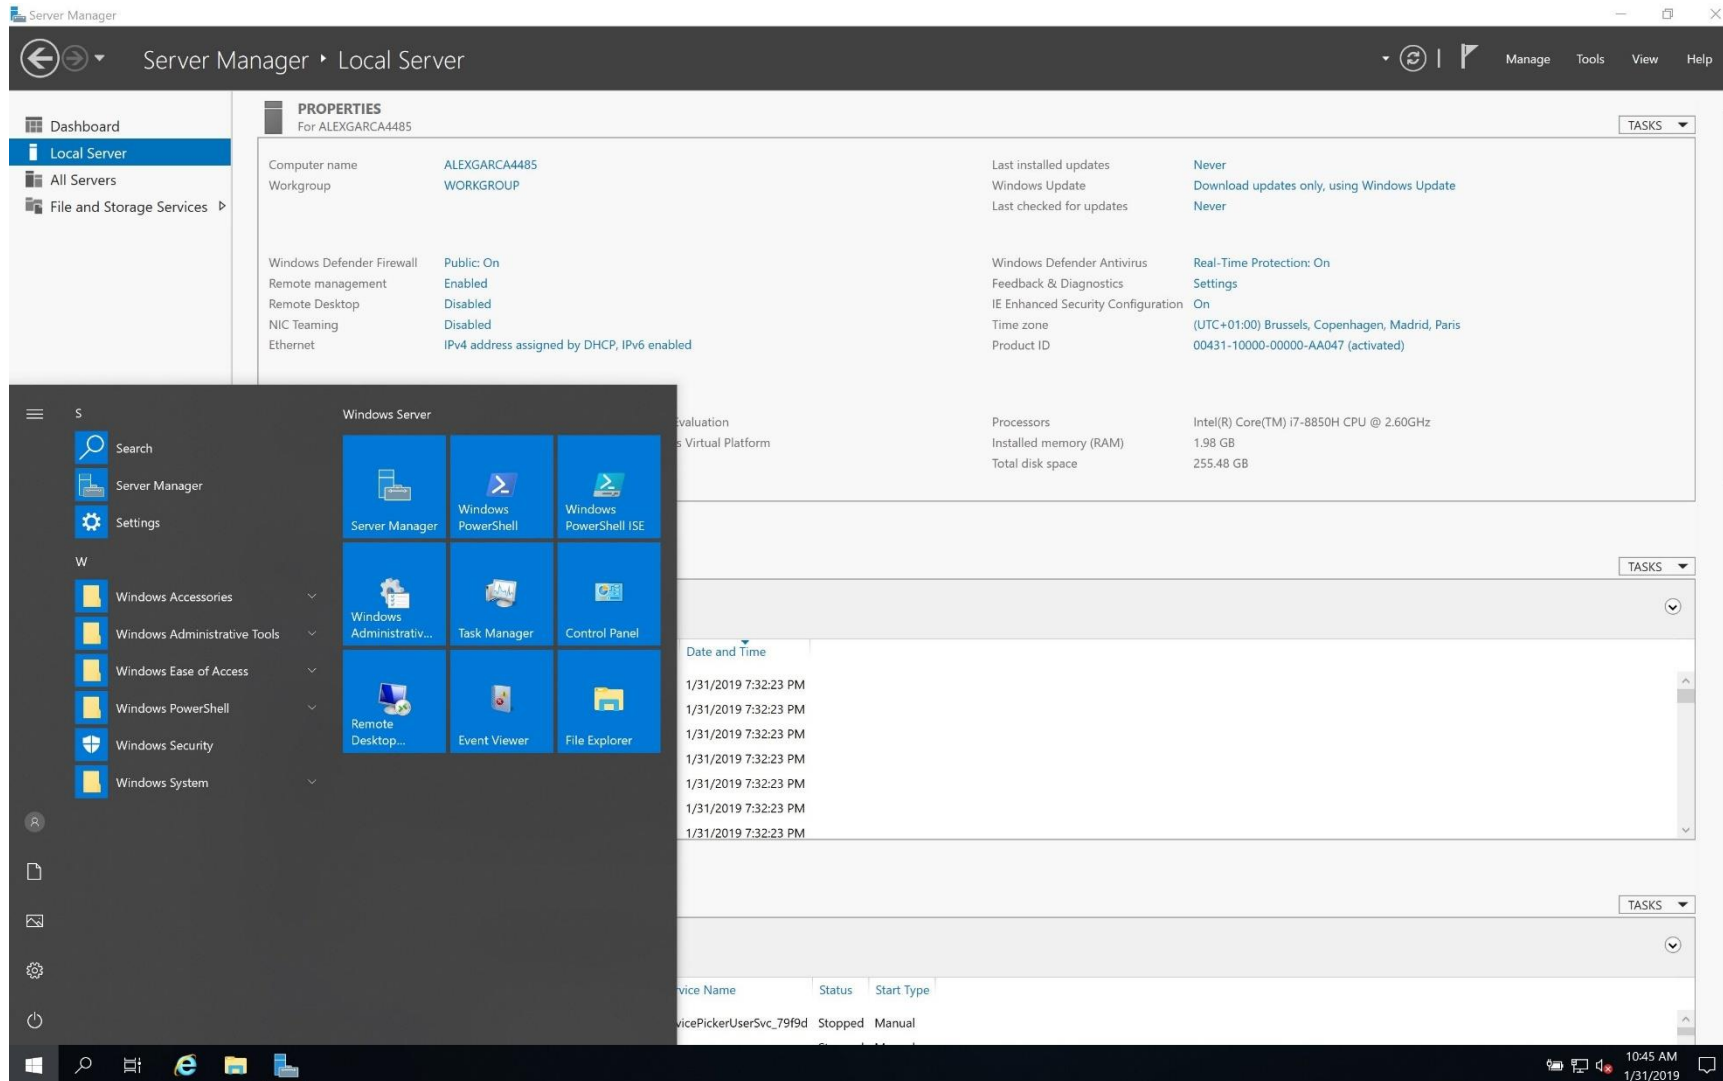 Server Manager
Server Manager ‣ Local Server
Manage Tools View Help
Dashboard
Local Server
All Servers
File and Storage Services
PROPERTIES
For ALEXGARCA4485
TASKS
Computer name ALEXGARCA4485
Workgroup WORKGROUP
Last installed updates Never
Windows Update Download updates only, using Windows Update
Last checked for updates Never
Windows Defender Firewall Public: On
Remote management Enabled
Remote Desktop Disabled
NIC Teaming Disabled
Ethernet IPv4 address assigned by DHCP, IPv6 enabled
Windows Defender Antivirus Real-Time Protection: On
Feedback & Diagnostics Settings
IE Enhanced Security Configuration On
Time zone (UTC+01:00) Brussels, Copenhagen, Madrid, Paris
Product ID 00431-10000-00000-AA047 (activated)
valuation
s Virtual Platform
Processors Intel(R) Core(TM) i7-8850H CPU @ 2.60GHz
Installed memory (RAM) 1.98 GB
Total disk space 255.48 GB
S
Search
Server Manager
Settings
W
Windows Accessories
Windows Administrative Tools
Windows Ease of Access
Windows PowerShell
Windows Security
Windows System
Windows Server
Server Manager
Windows
PowerShell
Windows
PowerShell ISE
Windows
Administrativ...
Task Manager
Control Panel
Remote
Desktop...
Event Viewer
File Explorer
TASKS
Date and Time
1/31/2019 7:32:23 PM
1/31/2019 7:32:23 PM
1/31/2019 7:32:23 PM
1/31/2019 7:32:23 PM
1/31/2019 7:32:23 PM
1/31/2019 7:32:23 PM
1/31/2019 7:32:23 PM
TASKS
rvice Name Status Start Type
vicePickerUserSvc_79f9d Stopped Manual
10:45 AM
1/31/2019